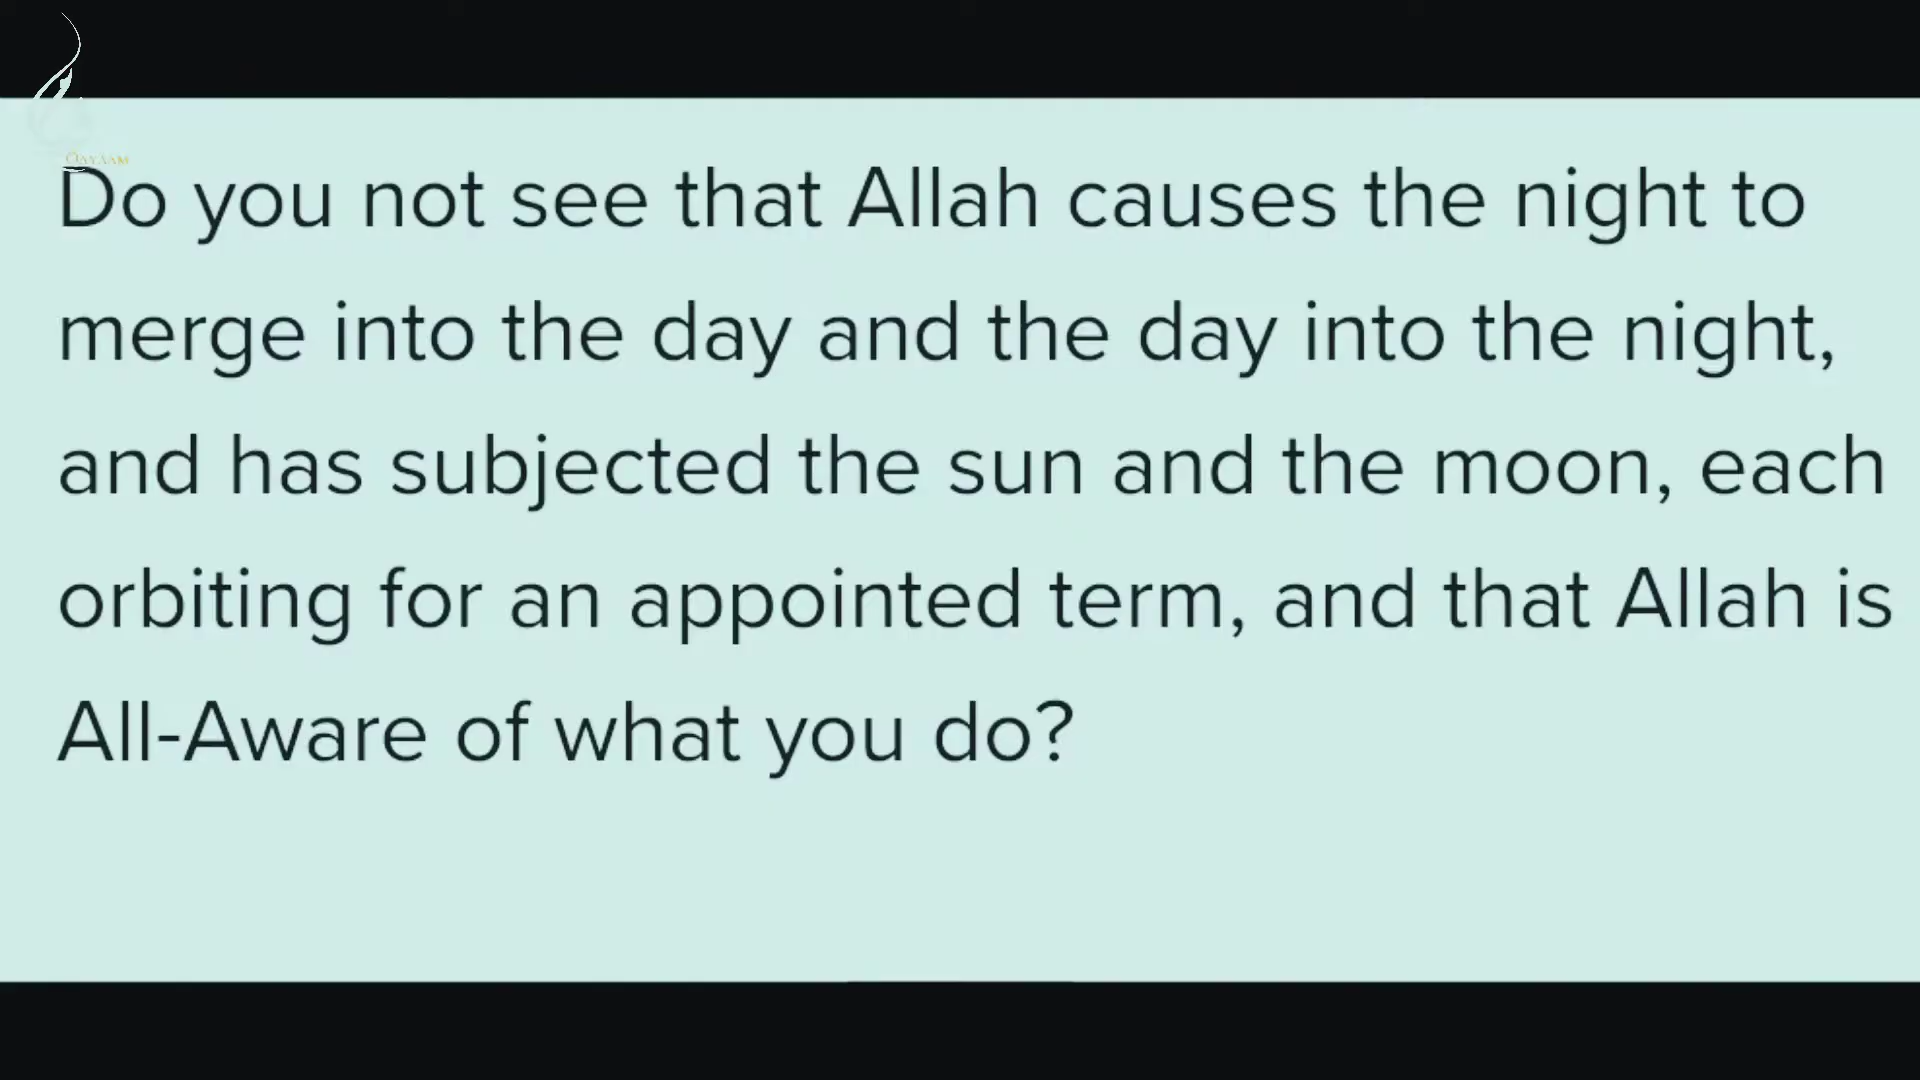 QAYAAM
Do you not see that Allah causes the night to
merge into the day and the day into the night,
and has subjected the sun and the moon, each
orbiting for an appointed term, and that Allah is
All-Aware of what you do?